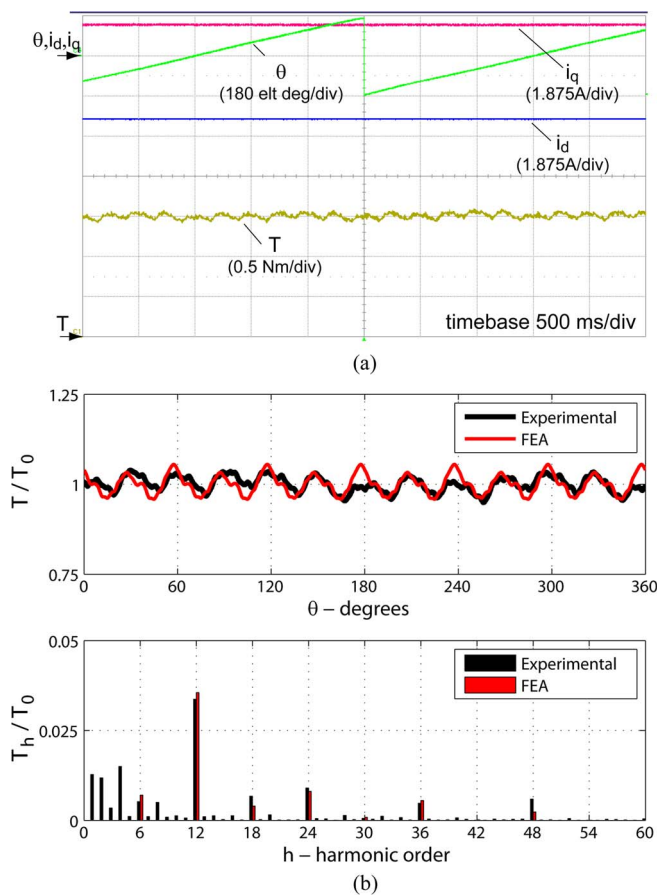 θ,id,iq
θ
(180 elt deg/div)
iq
(1.875A/div)
id
(1.875A/div)
T
(0.5 Nm/div)
T
timebase 500 ms/div
(a)
1.25
1
0.75
T / T0
Experimental
FEA
0 60 120 180 240 300 360
θ – degrees
0.05
0.025
0
Th / T0
Experimental
FEA
0 6 12 18 24 30 36 42 48 54 60
h – harmonic order
(b)